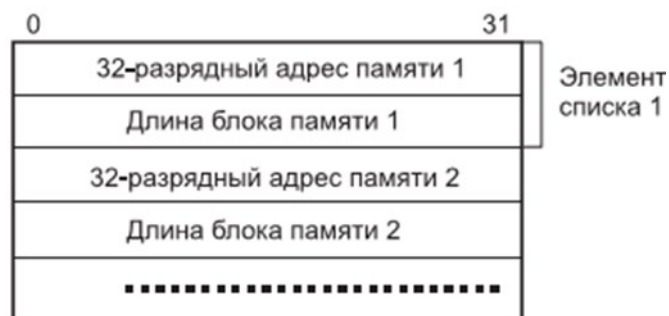 0 31
32-разрядный адрес памяти 1
Длина блока памяти 1
32-разрядный адрес памяти 2
Длина блока памяти 2
Элемент
списка 1